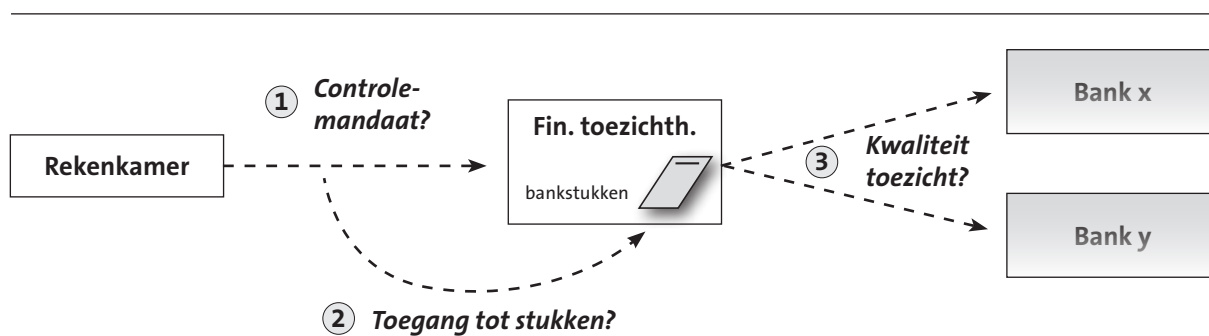 1 Controle-
mandaat?
Rekenkamer
Fin. toezichth.
bankstukken
2 Toegang tot stukken?
3 Kwaliteit
toezicht?
Bank x
Bank y